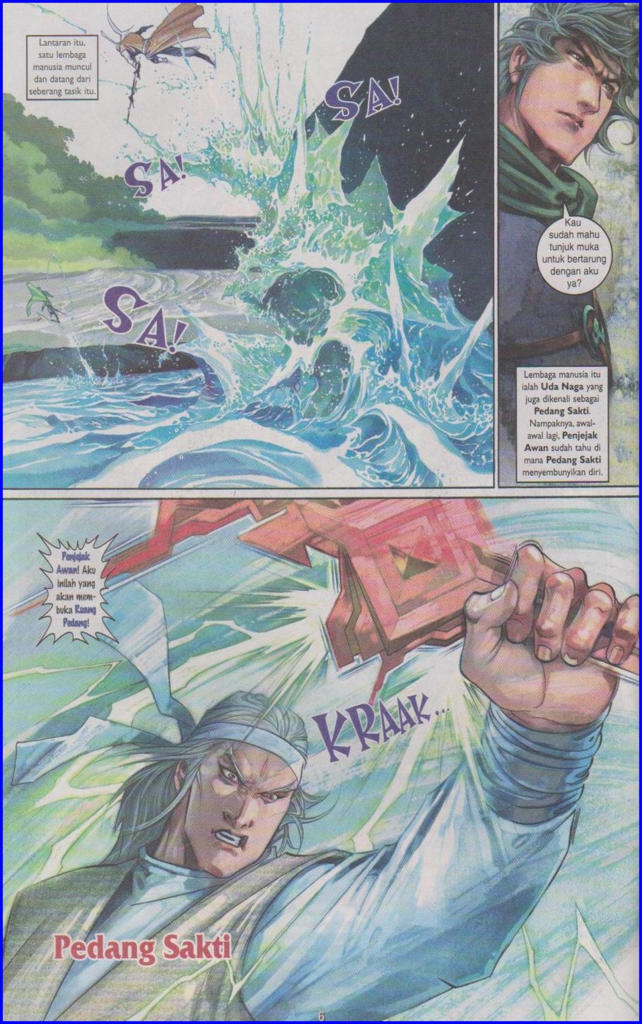 Lantaran itu,
satu lembaga
manusia muncul
dan datang dari
seberang tasik itu.
SA!
SA!
SA!
Kau
sudah mahu
tunjuk muka
untuk bertarung
dengan aku
ya?
Lembaga manusia itu
ialah Uda Naga yang
juga dikenali sebagai
Pedang Sakti.
Nampaknya, awal-
awal lagi, Penjejak
Awan sudah tahu di
mana Pedang Sakti
menyembunyikan diri.
Penjejak
Awan! Aku
inilah yang
akan mem-
buka Ruang
Pedang!
KRAAK...
Pedang Sakti